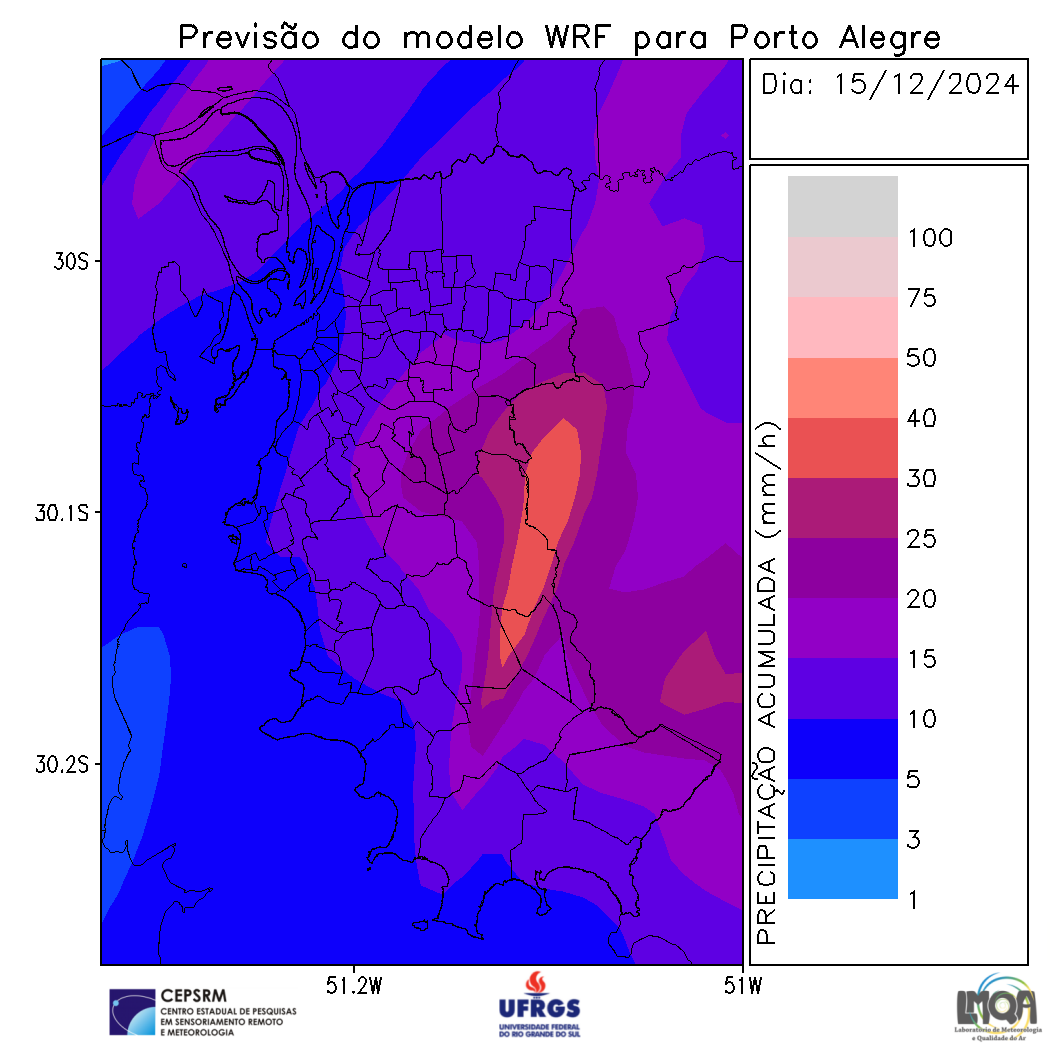 Previsão do modelo WRF para Porto Alegre
Dia: 15/12/2024
30S
30.1S
30.2S
51.2W
51W
PRECIPITAÇÃO ACUMULADA (mm/h)
100
75
50
40
30
25
20
15
10
5
3
1
CEPSRM
CENTRO ESTADUAL DE PESQUISAS
EM SENSORIAMENTO REMOTO
E METEOROLOGIA
UFRGS
UNIVERSIDADE FEDERAL
DO RIO GRANDE DO SUL
LMQA
Laboratório de Meteorologia
e Qualidade do Ar